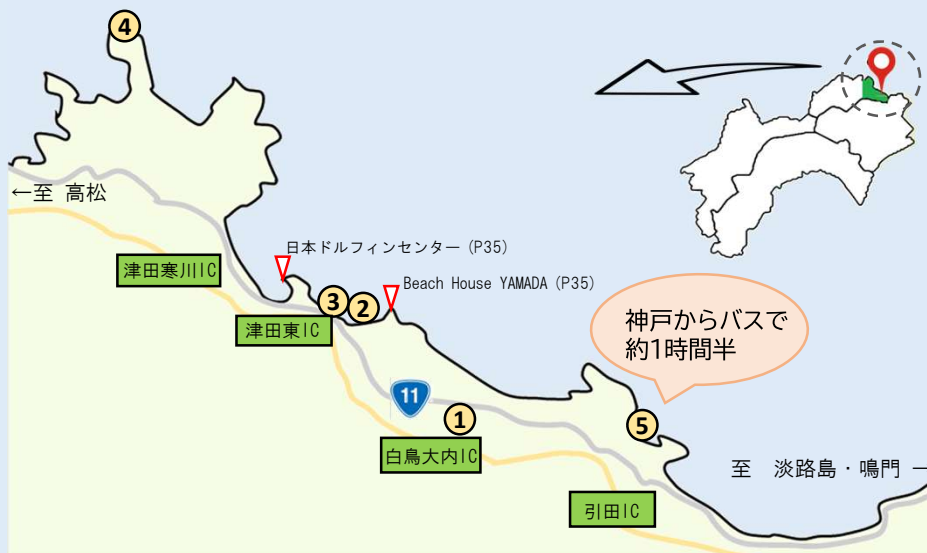 4
←至 高松
日本ドルフィンセンター (P35)
津田寒川IC
Beach House YAMADA (P35)
3
2
津田東IC
神戸からバスで
約1時間半
11
1
5
白鳥大内IC
至 淡路島・鳴門 →
引田IC